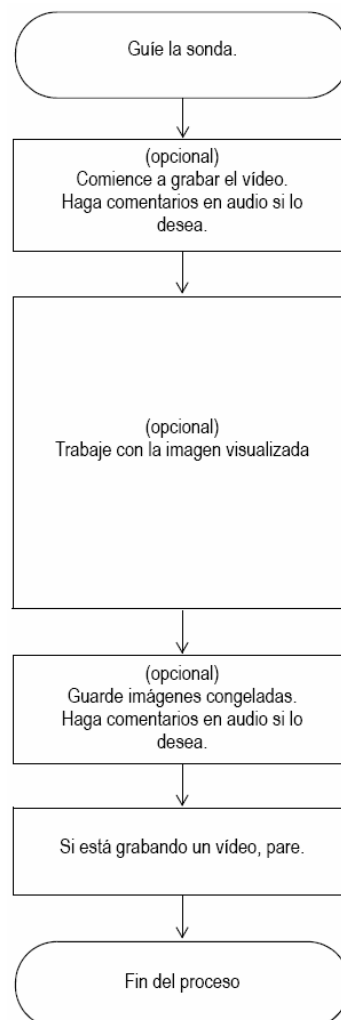 Guíe la sonda.
(opcional)
Comience a grabar el vídeo.
Haga comentarios en audio si lo
desea.
(opcional)
Trabaje con la imagen visualizada
(opcional)
Guarde imágenes congeladas.
Haga comentarios en audio si lo
desea.
Si está grabando un vídeo, pare.
Fin del proceso